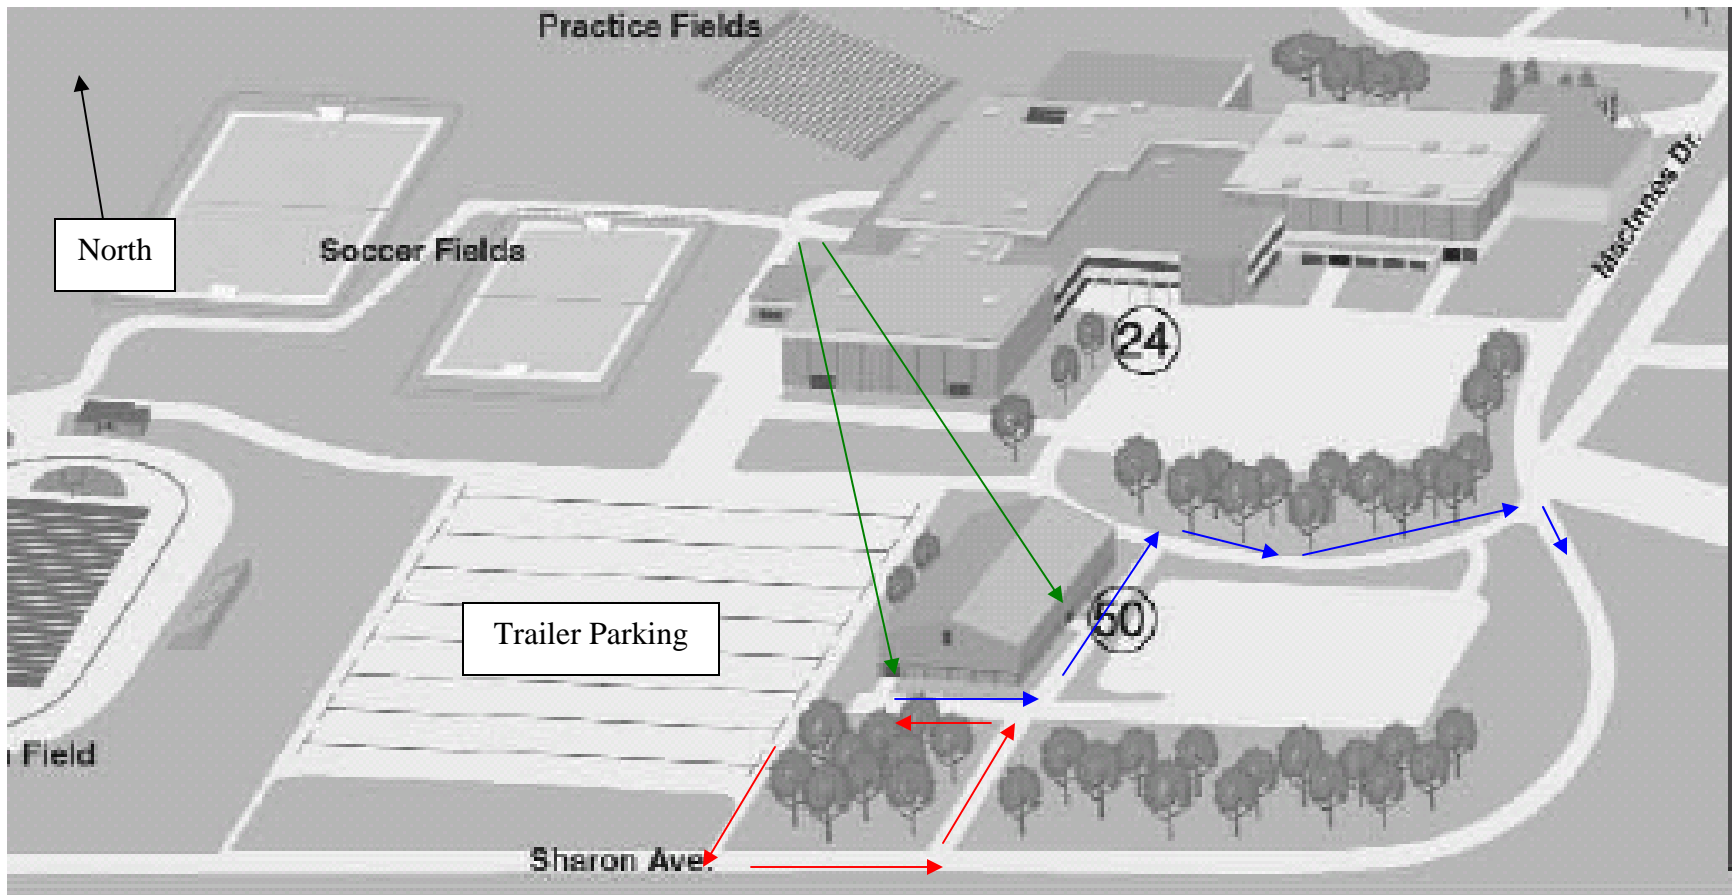 Practice Fields
North
Soccer Fields
MacInnes Dr.
24
Trailer Parking
50
Field
Sharon Ave.